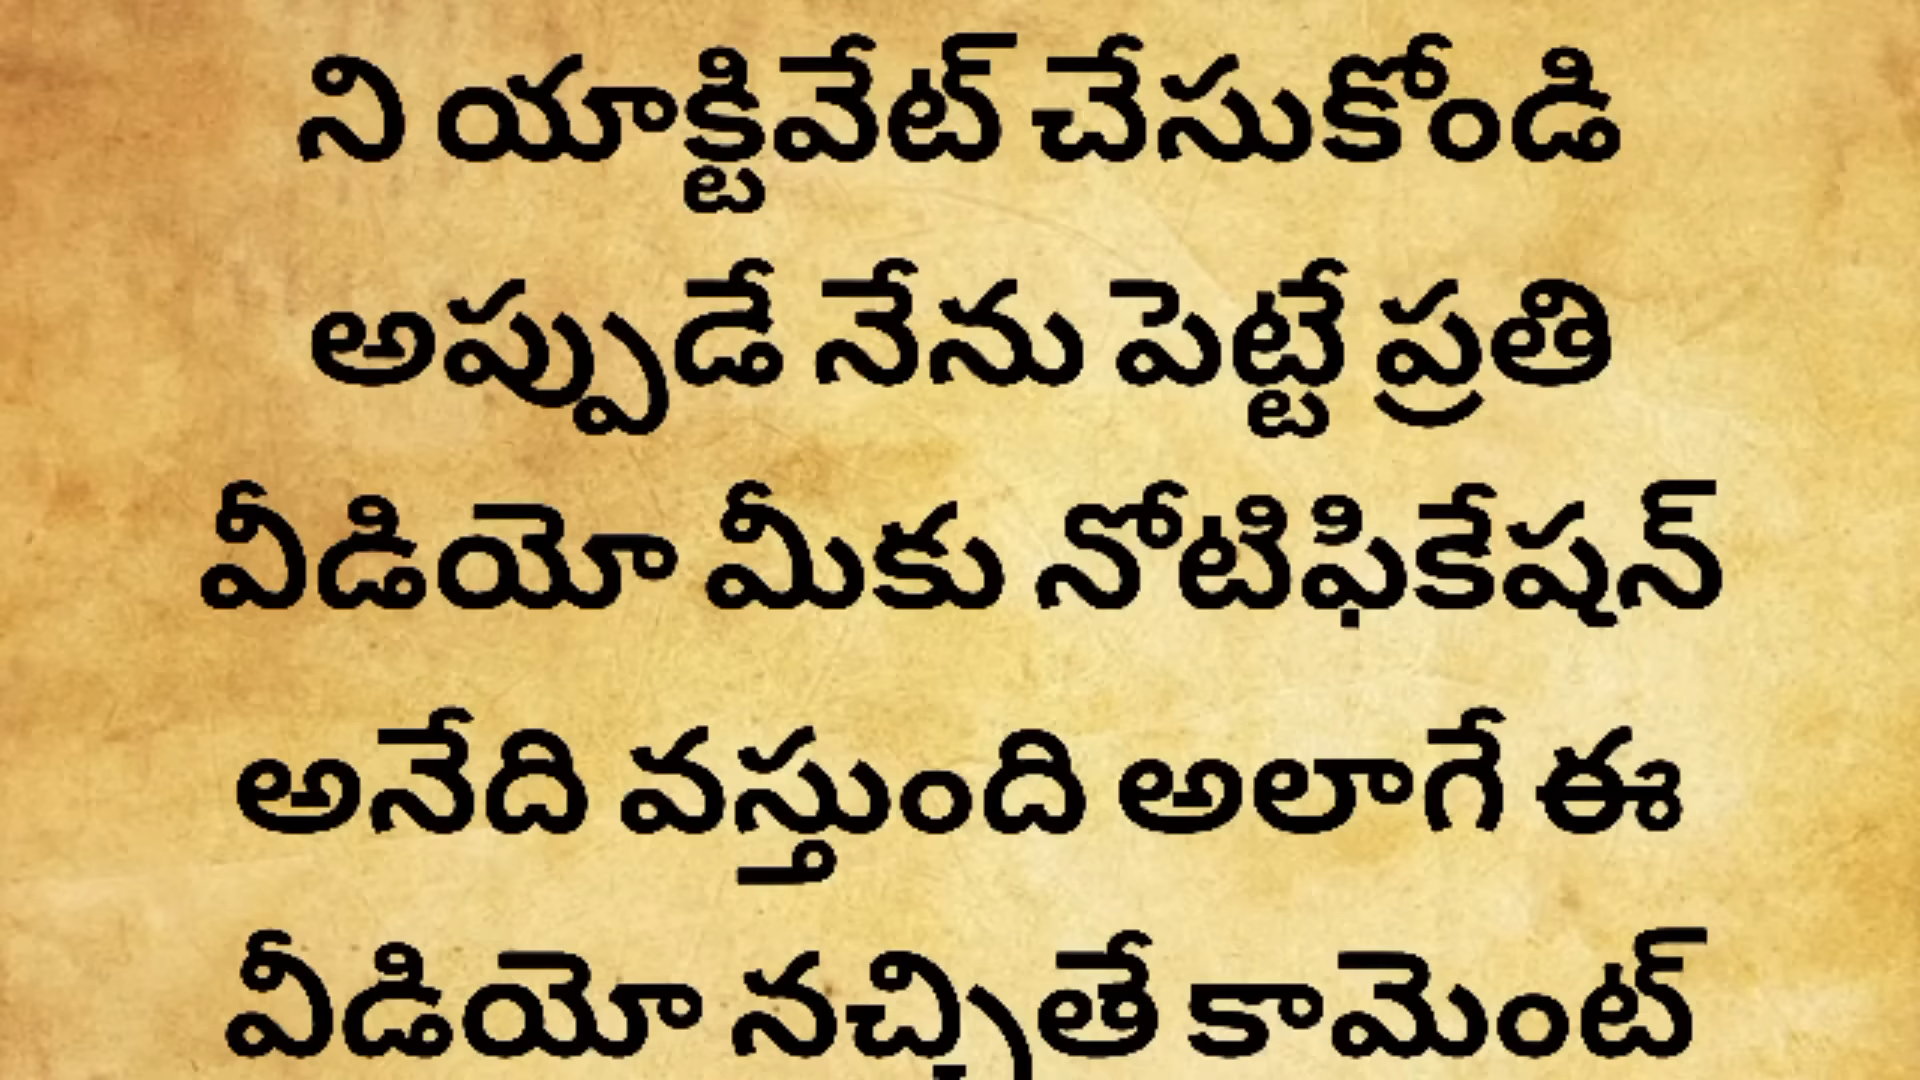 ని యాక్టివేట్ చేసుకోండి
అప్పుడే నేను పెట్టే ప్రతి
వీడియో మీకు నోటిఫికేషన్
అనేది వస్తుంది అలాగే ఈ
వీడియో నచ్చితే కామెంట్